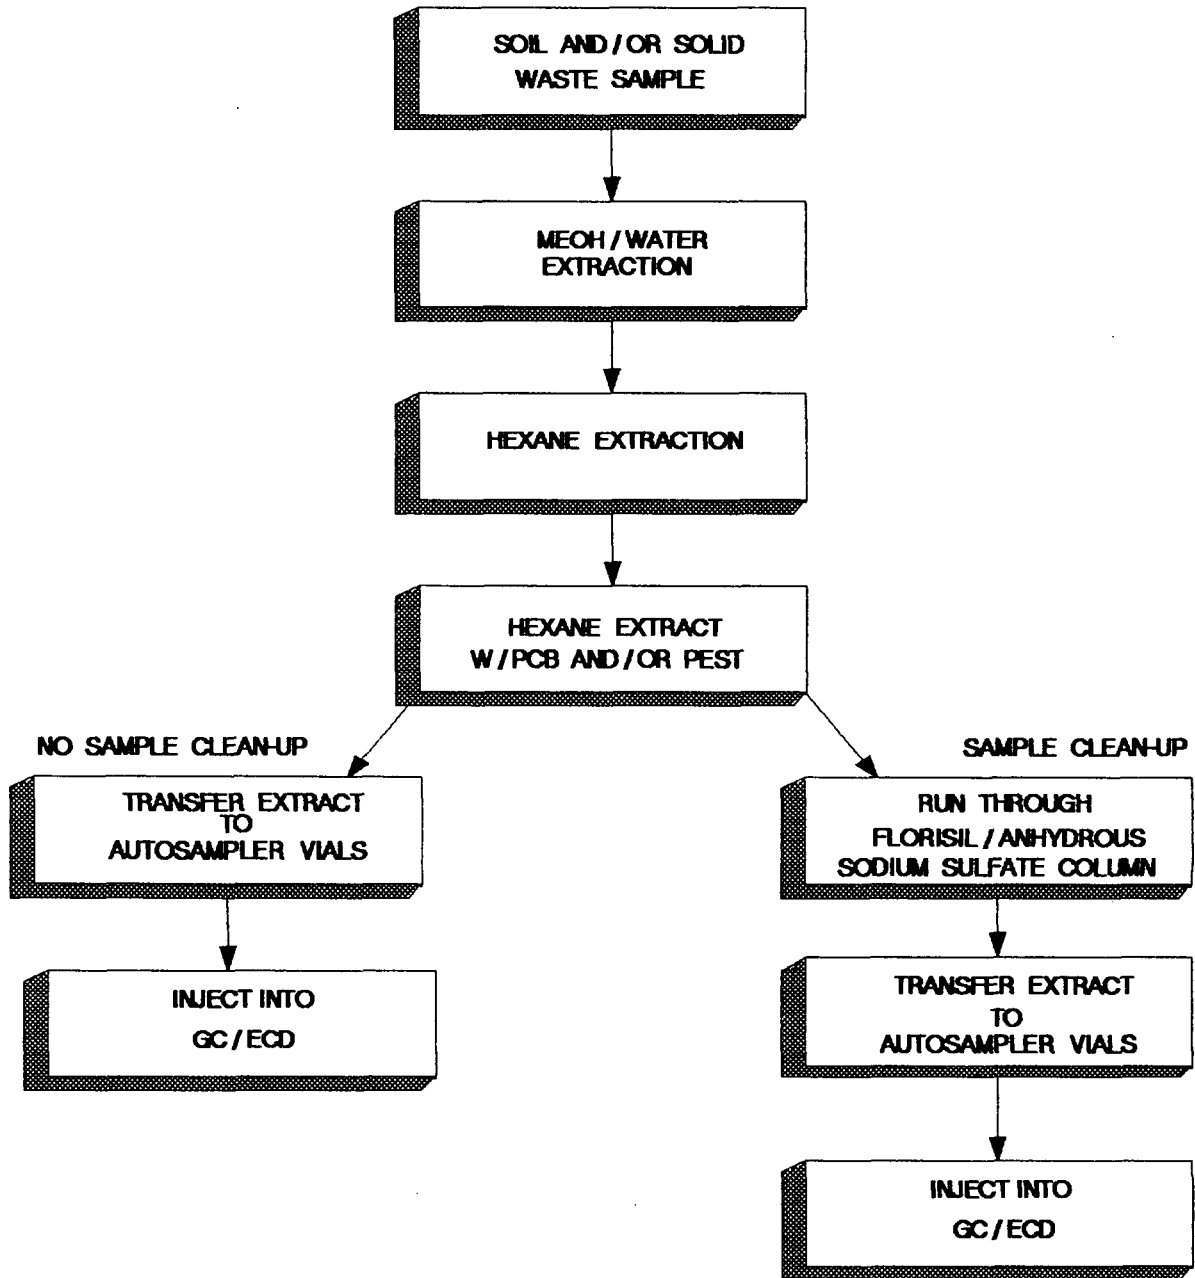 SOIL AND/OR SOLID
WASTE SAMPLE
MEOH/WATER
EXTRACTION
HEXANE EXTRACTION
HEXANE EXTRACT
W/PCB AND/OR PEST
NO SAMPLE CLEAN-UP
TRANSFER EXTRACT
TO
AUTOSAMPLER VIALS
INJECT INTO
GC/ECD
SAMPLE CLEAN-UP
RUN THROUGH
FLORISIL/ANHYDROUS
SODIUM SULFATE COLUMN
TRANSFER EXTRACT
TO
AUTOSAMPLER VIALS
INJECT INTO
GC/ECD